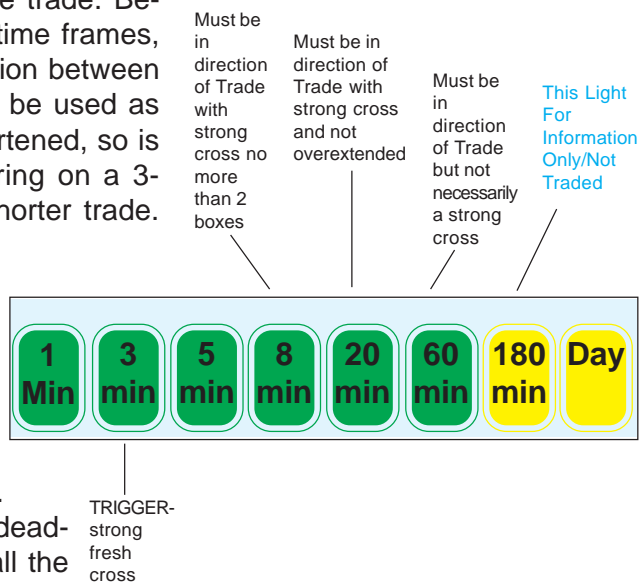 e trade. Be-
time frames,
tion between
be used as
rtened, so is
ring on a 3-
horter trade.
Must be
in
direction
of Trade
with
strong
cross no
more
than 2
boxes
Must be in
direction of
Trade with
strong cross
and not
overextended
Must be
in
direction
of Trade
but not
necessarily
a strong
cross
This Light
For
Information
Only/Not
Traded
1
Min
3
min
5
min
8
min
20
min
60
min
180
min
Day
.
dead-
all the
TRIGGER-
strong
fresh
cross